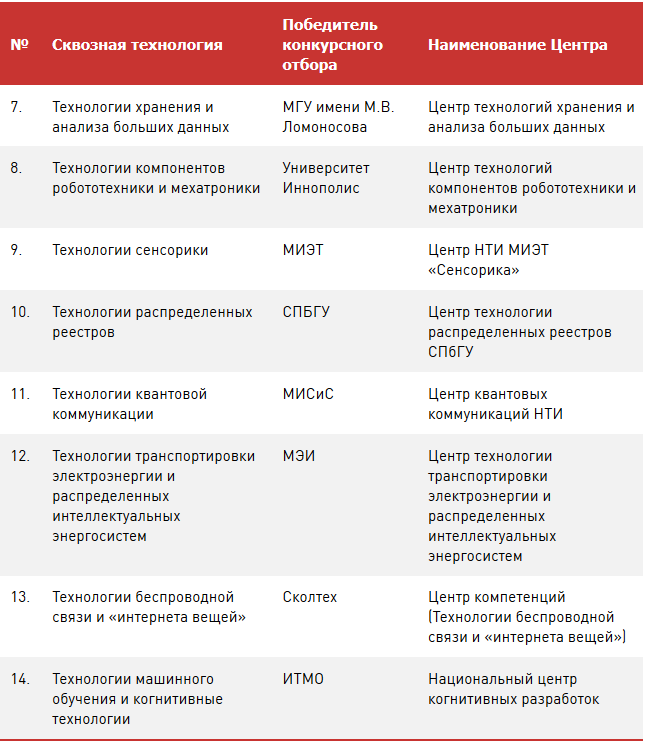 №
Сквозная технология
Победитель
конкурсного
отбора
Наименование Центра
7.
Технологии хранения и
анализа больших данных
МГУ имени М.В.
Ломоносова
Центр технологий хранения и
анализа больших данных
8.
Технологии компонентов
робототехники и мехатроники
Университет
Иннополис
Центр технологий
компонентов робототехники и
мехатроники
9.
Технологии сенсорики
МИЭТ
Центр НТИ МИЭТ
«Сенсорика»
10.
Технологии распределенных
реестров
СПБГУ
Центр технологии
распределенных реестров
СПбГУ
11.
Технологии квантовой
коммуникации
МИСиС
Центр квантовых
коммуникаций НТИ
12.
Технологии транспортировки
электроэнергии и
распределенных
интеллектуальных
энергосистем
МЭИ
Центр технологии
транспортировки
электроэнергии и
распределенных
интеллектуальных
энергосистем
13.
Технологии беспроводной
связи и «интернета вещей»
Сколтех
Центр компетенций
(Технологии беспроводной
связи и «интернета вещей»)
14.
Технологии машинного
обучения и когнитивные
технологии
ИТМО
Национальный центр
когнитивных разработок